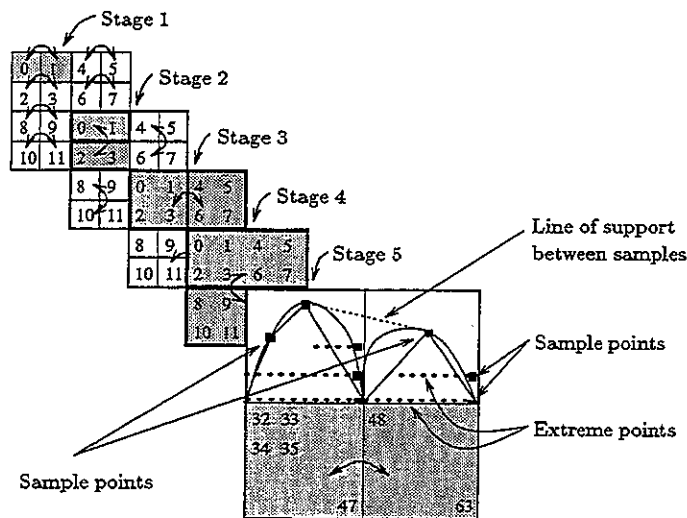 Stage 1
0 1 4 5
Stage 2
2 3 6 7
8 9 0 1 4 5
Stage 3
10 11 2 3 6 7
8 9 0 1 4 5
Stage 4
10 11 2 3 6 7
8 9 0 1 4 5
Stage 5
10 11 2 3 6 7
8 9
10 11
Line of support
between samples
Sample points
32 33 48
34 35
Extreme points
Sample points
47 63